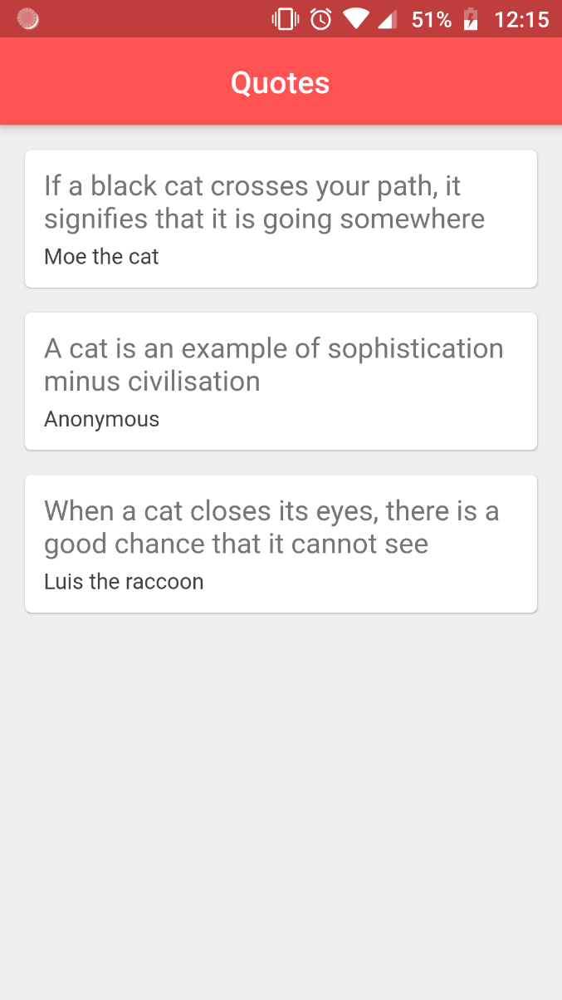 51% 12:15
Quotes
If a black cat crosses your path, it
signifies that it is going somewhere
Moe the cat
A cat is an example of sophistication
minus civilisation
Anonymous
When a cat closes its eyes, there is a
good chance that it cannot see
Luis the raccoon